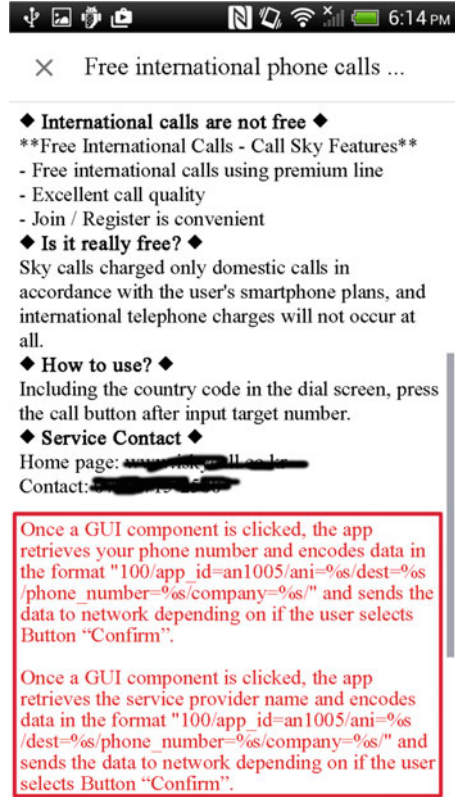 6:14 PM
× Free international phone calls ...
◆ International calls are not free ◆
**Free International Calls - Call Sky Features**
- Free international calls using premium line
- Excellent call quality
- Join / Register is convenient
◆ Is it really free? ◆
Sky calls charged only domestic calls in
accordance with the user's smartphone plans, and
international telephone charges will not occur at
all.
◆ How to use? ◆
Including the country code in the dial screen, press
the call button after input target number.
◆ Service Contact ◆
Home page:
Contact:
Once a GUI component is clicked, the app
retrieves your phone number and encodes data in
the format "100/app_id=an1005/ani=%s/dest=%s
/phone_number=%s/company=%s/" and sends the
data to network depending on if the user selects
Button “Confirm”.
Once a GUI component is clicked, the app
retrieves the service provider name and encodes
data in the format "100/app_id=an1005/ani=%s
/dest=%s/phone_number=%s/company=%s/" and
sends the data to network depending on if the user
selects Button “Confirm”.